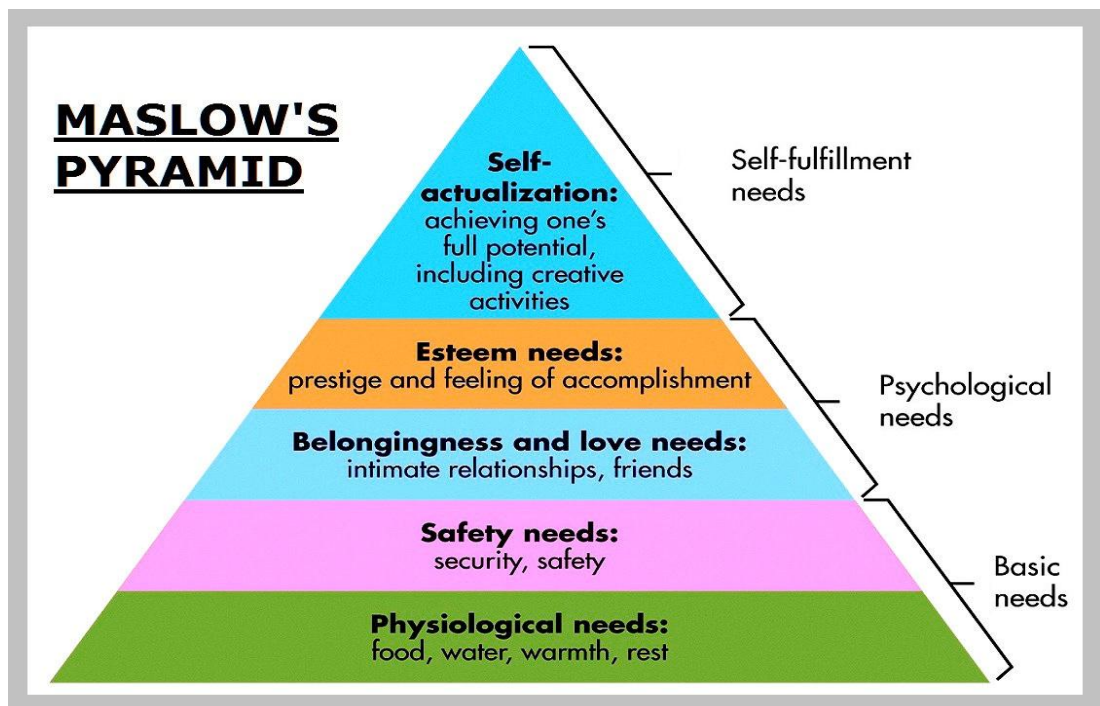 MASLOW'S
PYRAMID
Self-
actualization:
achieving one's
full potential,
including creative
activities
Self-fulfillment
needs
Esteem needs:
prestige and feeling of accomplishment
Psychological
needs
Belongingness and love needs:
intimate relationships, friends
Safety needs:
security, safety
Basic
needs
Physiological needs:
food, water, warmth, rest